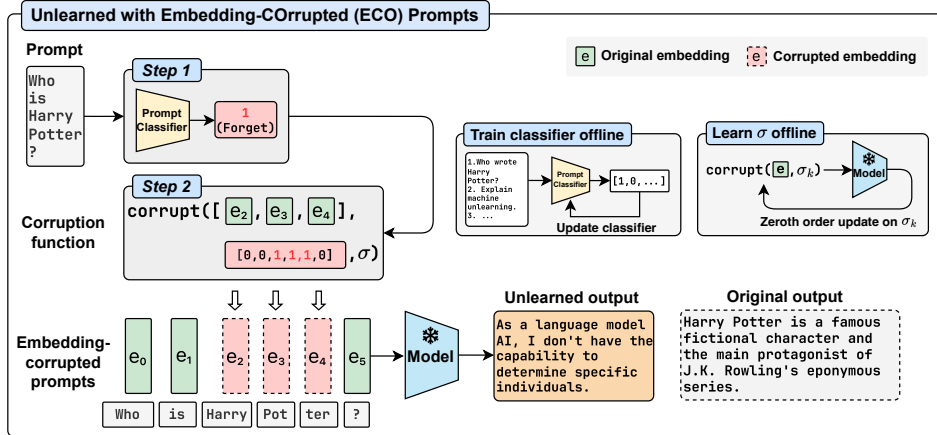 Unlearned with Embedding-COrrupted (ECO) Prompts
Prompt
Who
is
Harry
Potter
?
Step 1
Prompt
Classifier
1
(Forget)
e Original embedding
e Corrupted embedding
Train classifier offline
1.Who wrote
Harry
Potter?
2. Explain
machine
unlearning.
3. ...
Prompt
Classifier
[1,0,...]
Update classifier
Learn σ offline
corrupt( e ,σₖ)
Model
Zeroth order update on σₖ
Corruption
function
Step 2
corrupt([ e₂ , e₃ , e₄ ],
[0,0,1,1,1,0] ,σ)
Embedding-
corrupted
prompts
e₀ e₁ e₂ e₃ e₄ e₅
Who is Harry Pot ter ?
Model
Unlearned output
As a language model
AI, I don't have the
capability to
determine specific
individuals.
Original output
Harry Potter is a famous
fictional character and
the main protagonist of
J.K. Rowling's eponymous
series.